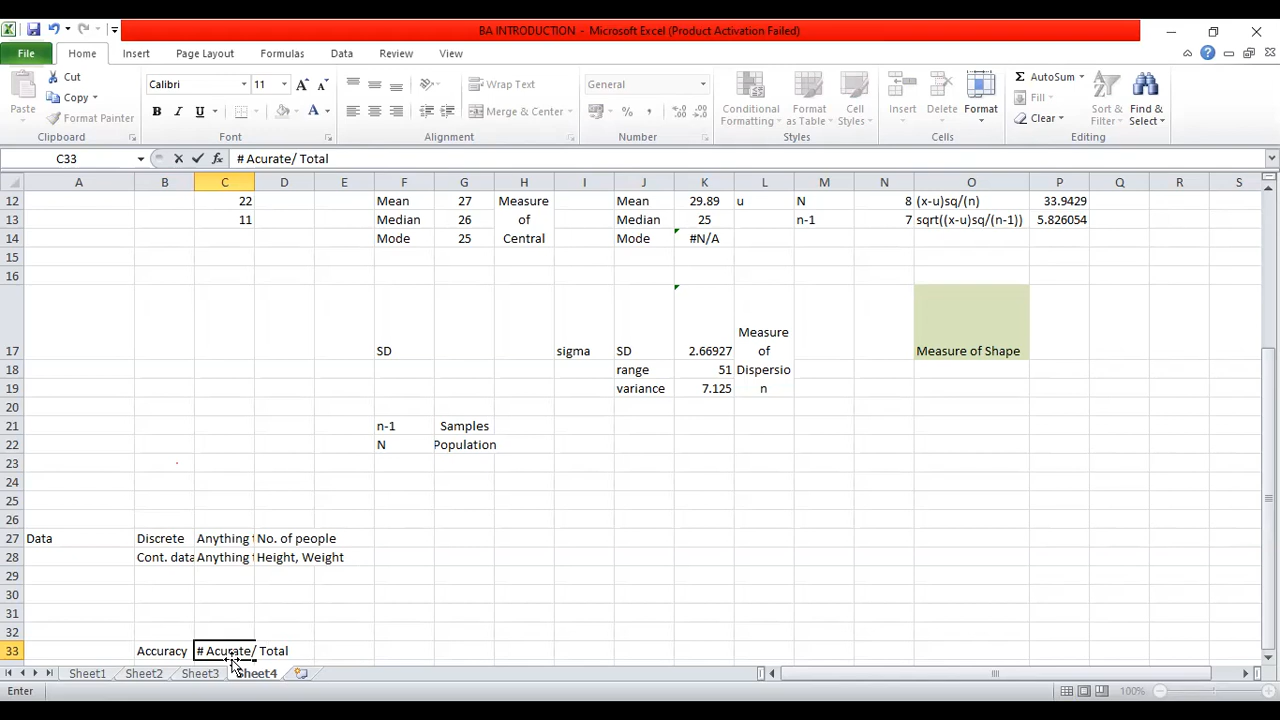 BA INTRODUCTION - Microsoft Excel (Product Activation Failed)
File Home Insert Page Layout Formulas Data Review View
Cut
Copy
Format Painter
Paste
Clipboard
Calibri 11
B I U
Font
Wrap Text
Merge & Center
Alignment
General
%
Number
Conditional Formatting
Format as Table
Cell Styles
Styles
Insert
Delete
Format
Cells
AutoSum
Fill
Clear
Sort & Filter
Find & Select
Editing
C33 fx # Acurate/ Total
A B C D E F G H I J K L M N O P Q R S
12 22 Mean 27 Measure Mean 29.89 u N 8 (x-u)sq/(n) 33.9429
13 11 Median 26 of Median 25 n-1 7 sqrt((x-u)sq/(n-1)) 5.826054
14 Mode 25 Central Mode #N/A
15
16
17 SD sigma SD 2.66927 Measure of Measure of Shape
18 range 51 Dispersio
19 variance 7.125 n
20
21 n-1 Samples
22 N Population
23
24
25
26
27 Data Discrete Anything t No. of people
28 Cont. data Anything t Height, Weight
29
30
31
32
33 Accuracy # Acurate/ Total
Sheet1 Sheet2 Sheet3 Sheet4
Enter 100%